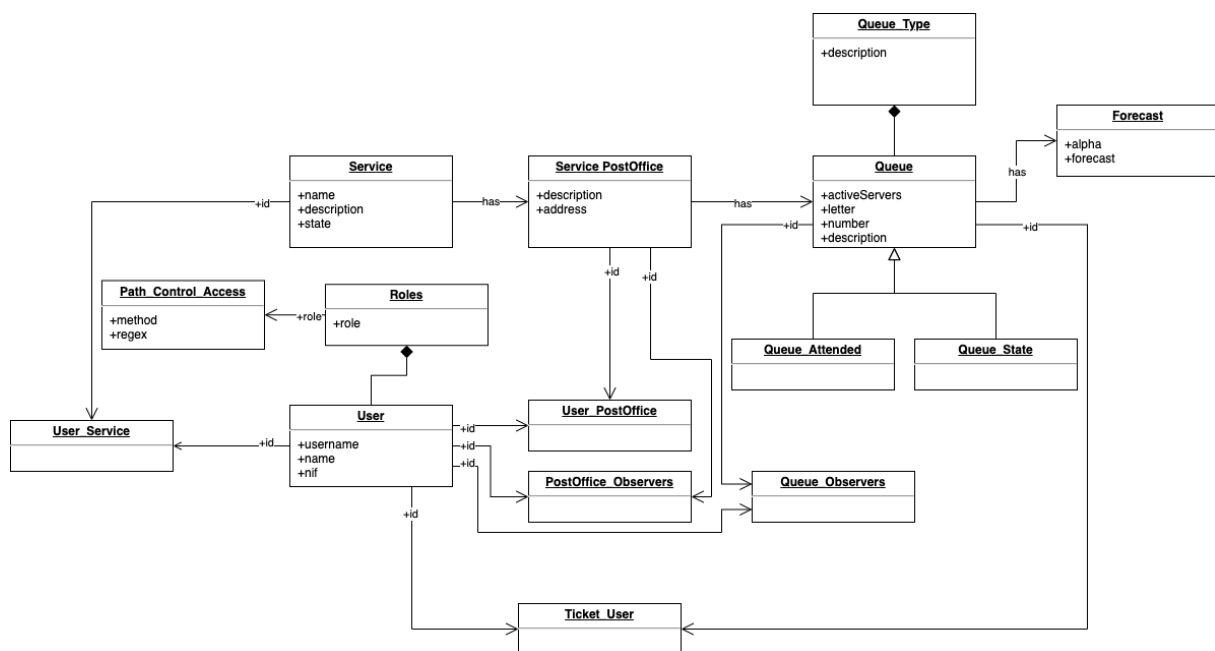 Queue_Type
+description
Forecast
+alpha
+forecast
Service
+name
+description
+state
has
Service PostOffice
+description
+address
has
Queue
+activeServers
+letter
+number
+description
has
+id
+id
+id
+id
+id
Path_Control_Access
+method
+regex
+role
Roles
+role
Queue_Attended
Queue_State
User_Service
+id
User
+username
+name
+nif
+id
+id
+id
+id
User_PostOffice
PostOffice_Observers
Queue_Observers
Ticket_User